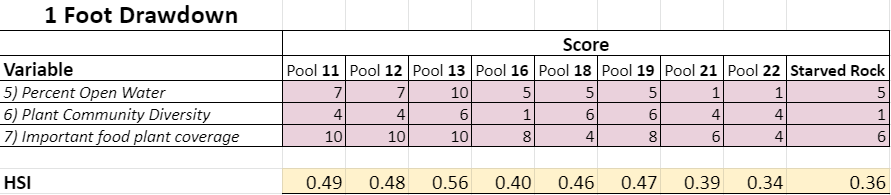 1 Foot Drawdown
Score
Variable Pool 11 Pool 12 Pool 13 Pool 16 Pool 18 Pool 19 Pool 21 Pool 22 Starved Rock
5) Percent Open Water 7 7 10 5 5 5 1 1 5
6) Plant Community Diversity 4 4 6 1 6 6 4 4 1
7) Important food plant coverage 10 10 10 8 4 8 6 4 6
HSI 0.49 0.48 0.56 0.40 0.46 0.47 0.39 0.34 0.36